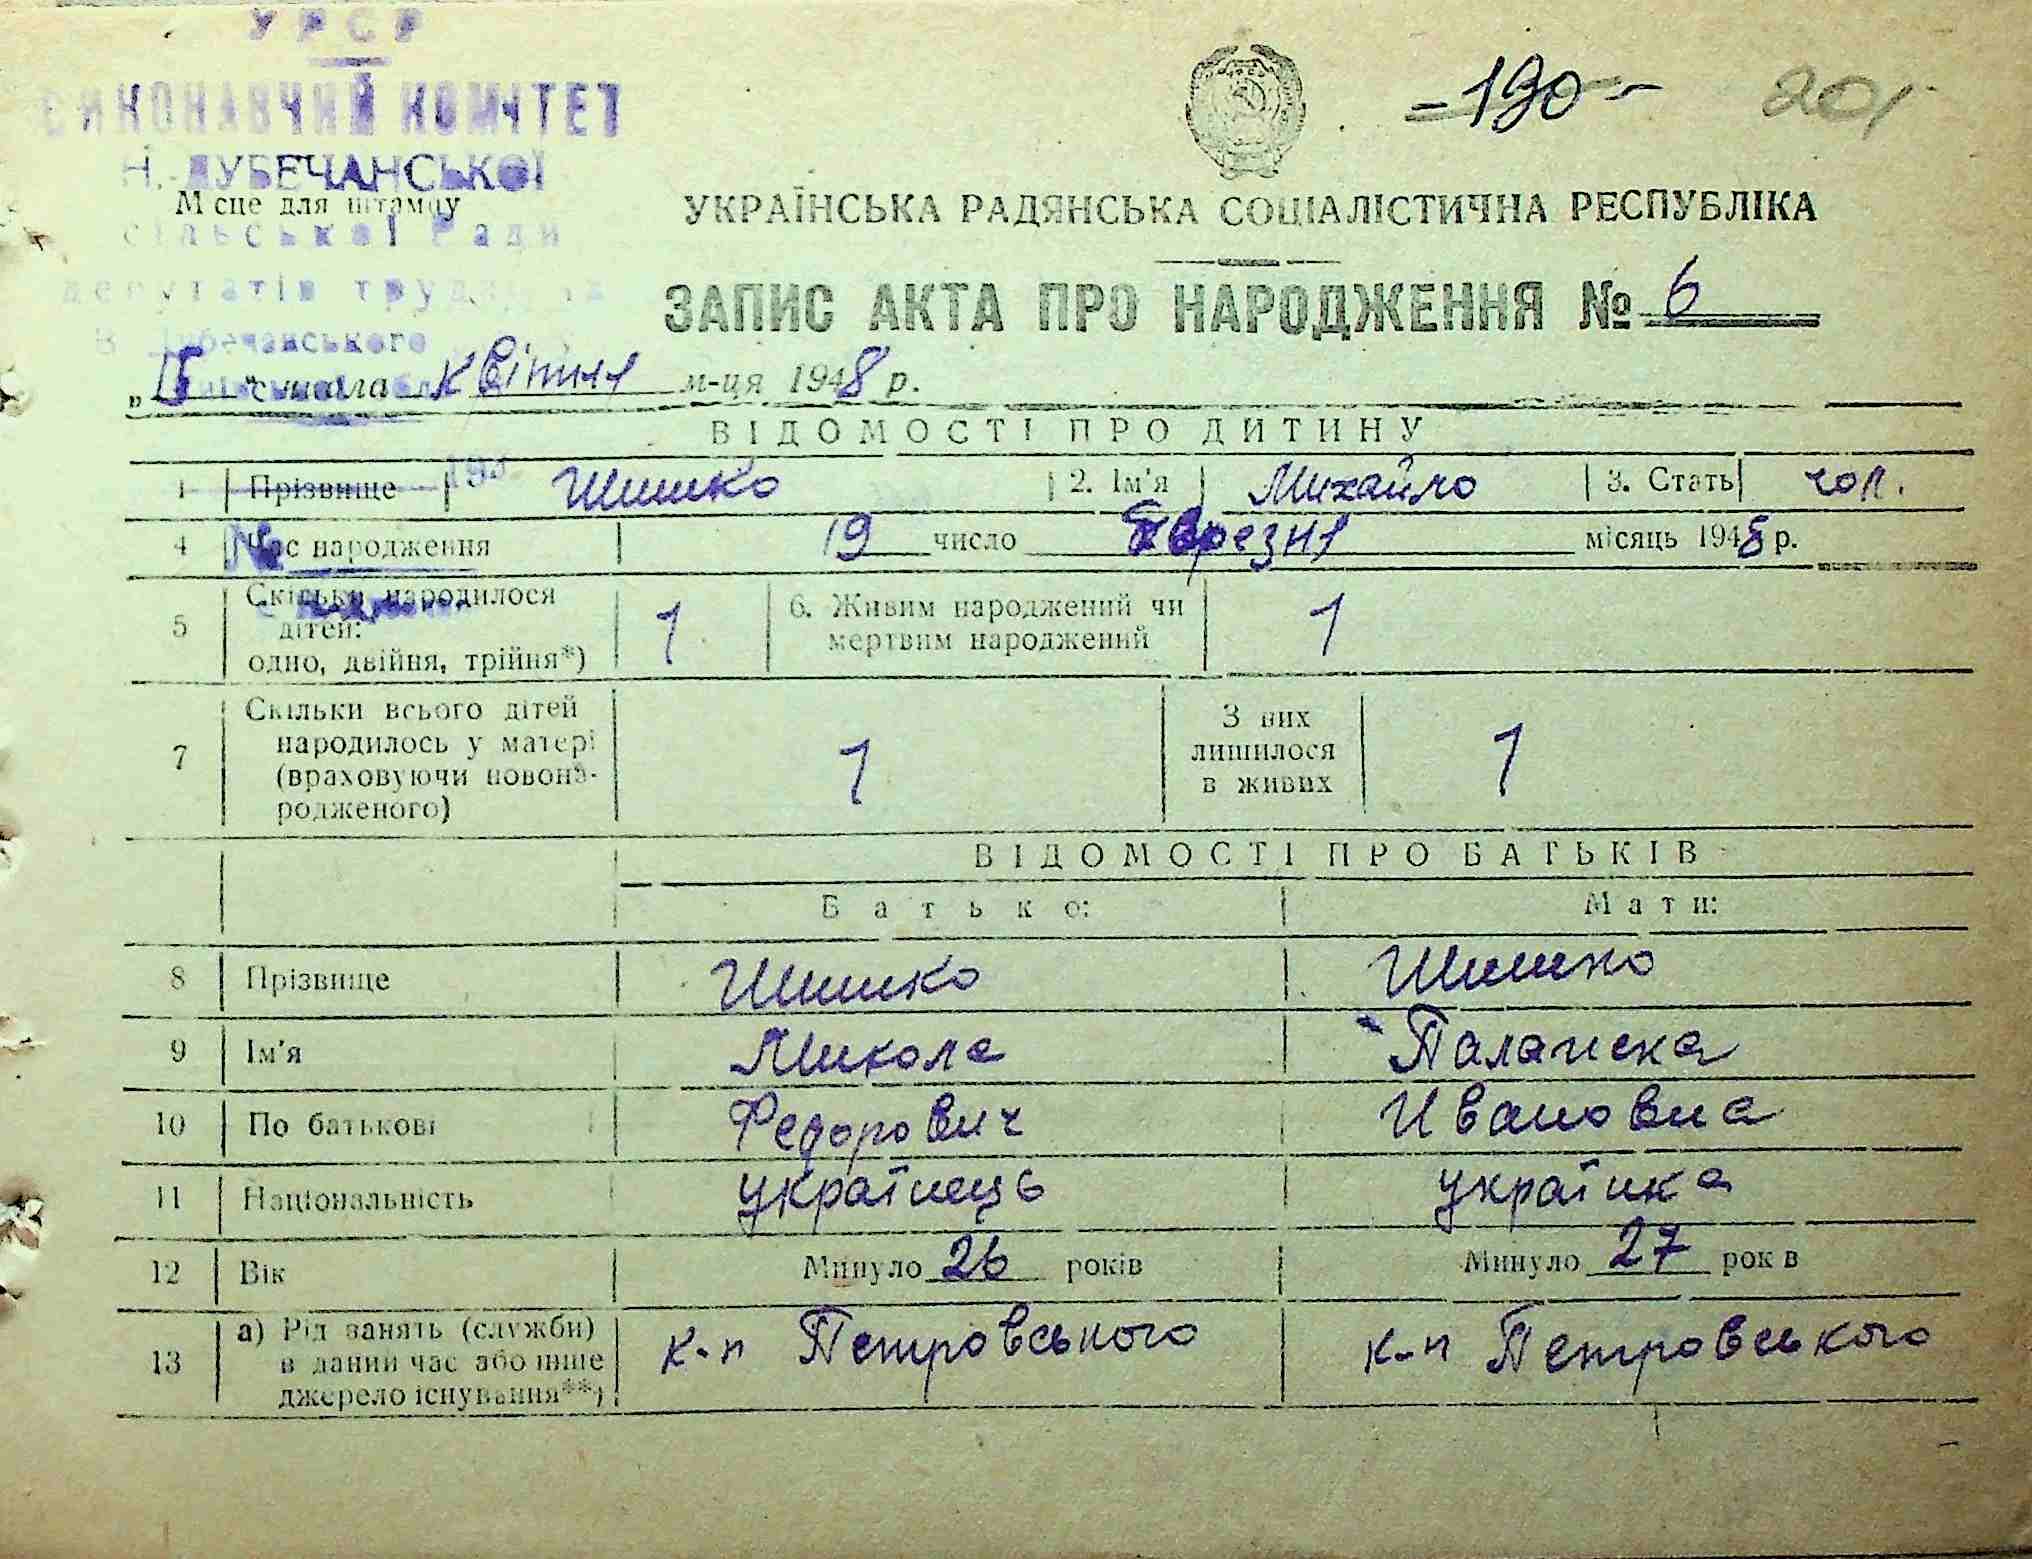 УРСР
ВИКОНАВЧИЙ КОМІТЕТ
Н. ДУБЕЧАНСЬКОЇ
Місце для штампу
сільської Ради
депутатів трудящих
В Дубечанського
-190- 201
УКРАЇНСЬКА РАДЯНСЬКА СОЦІАЛІСТИЧНА РЕСПУБЛІКА
ЗАПИС АКТА ПРО НАРОДЖЕННЯ № 6
числа квітня м-ця 1948 р.
ВІДОМОСТІ ПРО ДИТИНУ
1 Прізвище Шишко 2. Ім'я Михайло 3. Стать чол.
4 Час народження 19 число березня місяць 1948 р.
5 Скільки народилося
дітей:
одно, двійня, трійня*) 1 6. Живим народжений чи
мертвим народжений 1
7 Скільки всього дітей
народилось у матері
(враховуючи новона-
родженого) 1 З них
лишилося
в живих 1
ВІДОМОСТІ ПРО БАТЬКІВ
Батько: Мати:
8 Прізвище Шишко Шишко
9 Ім'я Микола Палажка
10 По батькові Федорович Ивановна
11 Національність українець українка
12 Вік Минуло 26 років Минуло 27 років
13 а) Рід занять (служби)
в даний час або інше
джерело існування**) к-п Петровського к-п Петровського